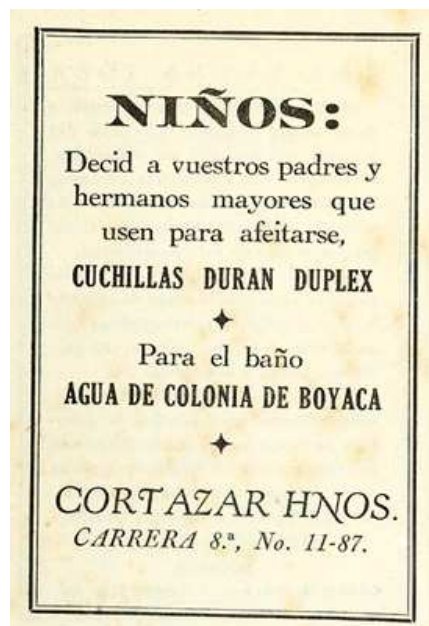 NIÑOS:
Decid a vuestros padres y
hermanos mayores que
usen para afeitarse,
CUCHILLAS DURAN DUPLEX
Para el baño
AGUA DE COLONIA DE BOYACA
CORTAZAR HNOS.
CARRERA 8.ª, No. 11-87.